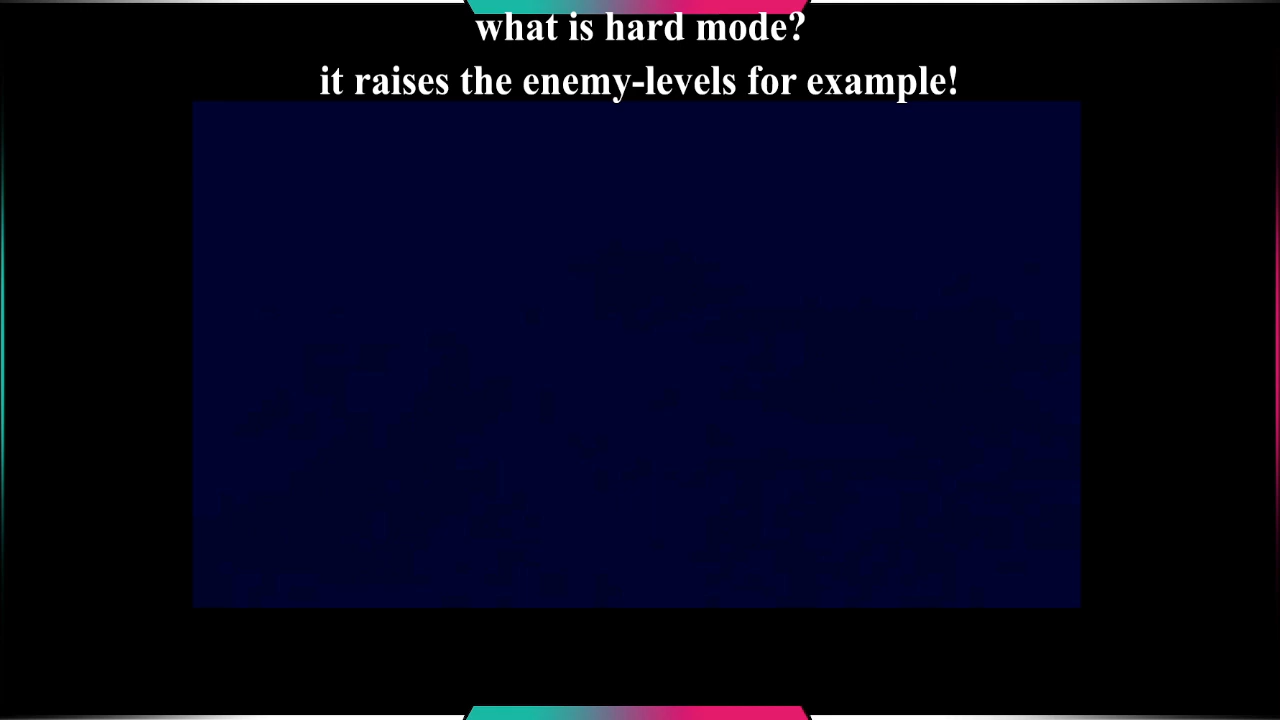 what is hard mode?
it raises the enemy-levels for example!